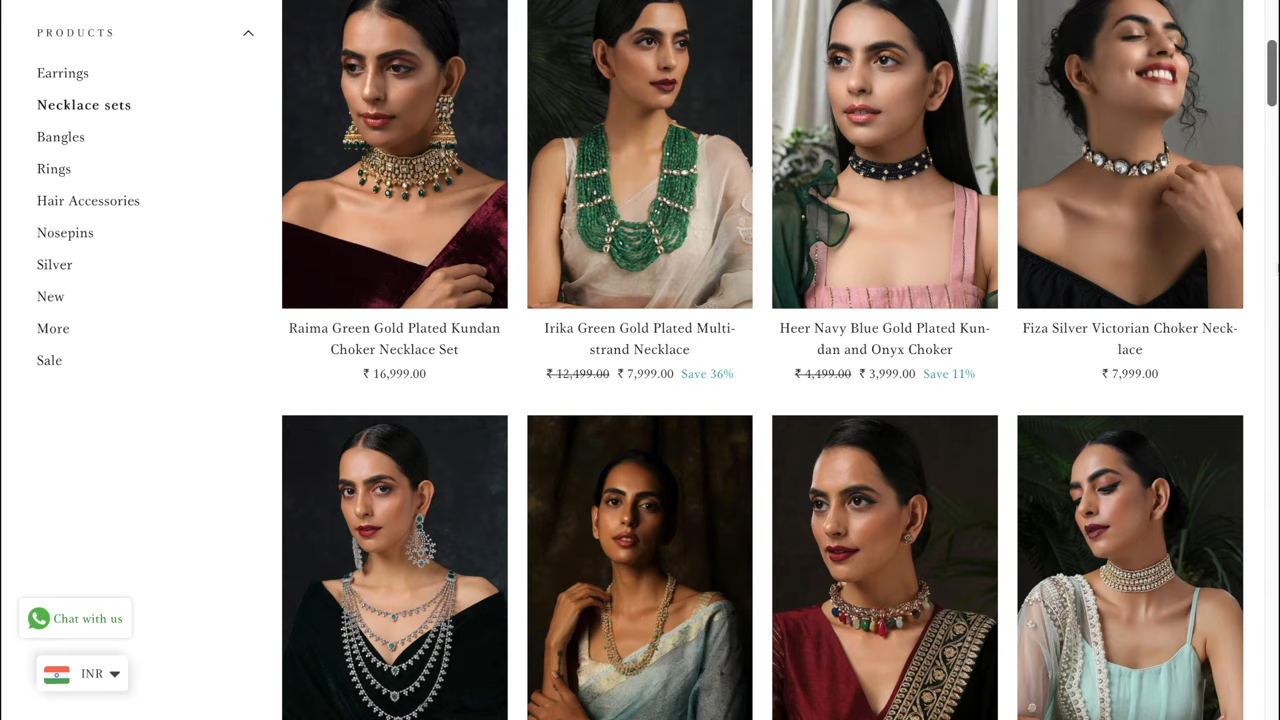 PRODUCTS
Earrings
Necklace sets
Bangles
Rings
Hair Accessories
Nosepins
Silver
New
More
Sale
Raima Green Gold Plated Kundan
Choker Necklace Set
₹ 16,999.00
Irika Green Gold Plated Multi-
strand Necklace
₹ 12,499.00 ₹ 7,999.00 Save 36%
Heer Navy Blue Gold Plated Kun-
dan and Onyx Choker
₹ 4,499.00 ₹ 3,999.00 Save 11%
Fiza Silver Victorian Choker Neck-
lace
₹ 7,999.00
Chat with us
INR